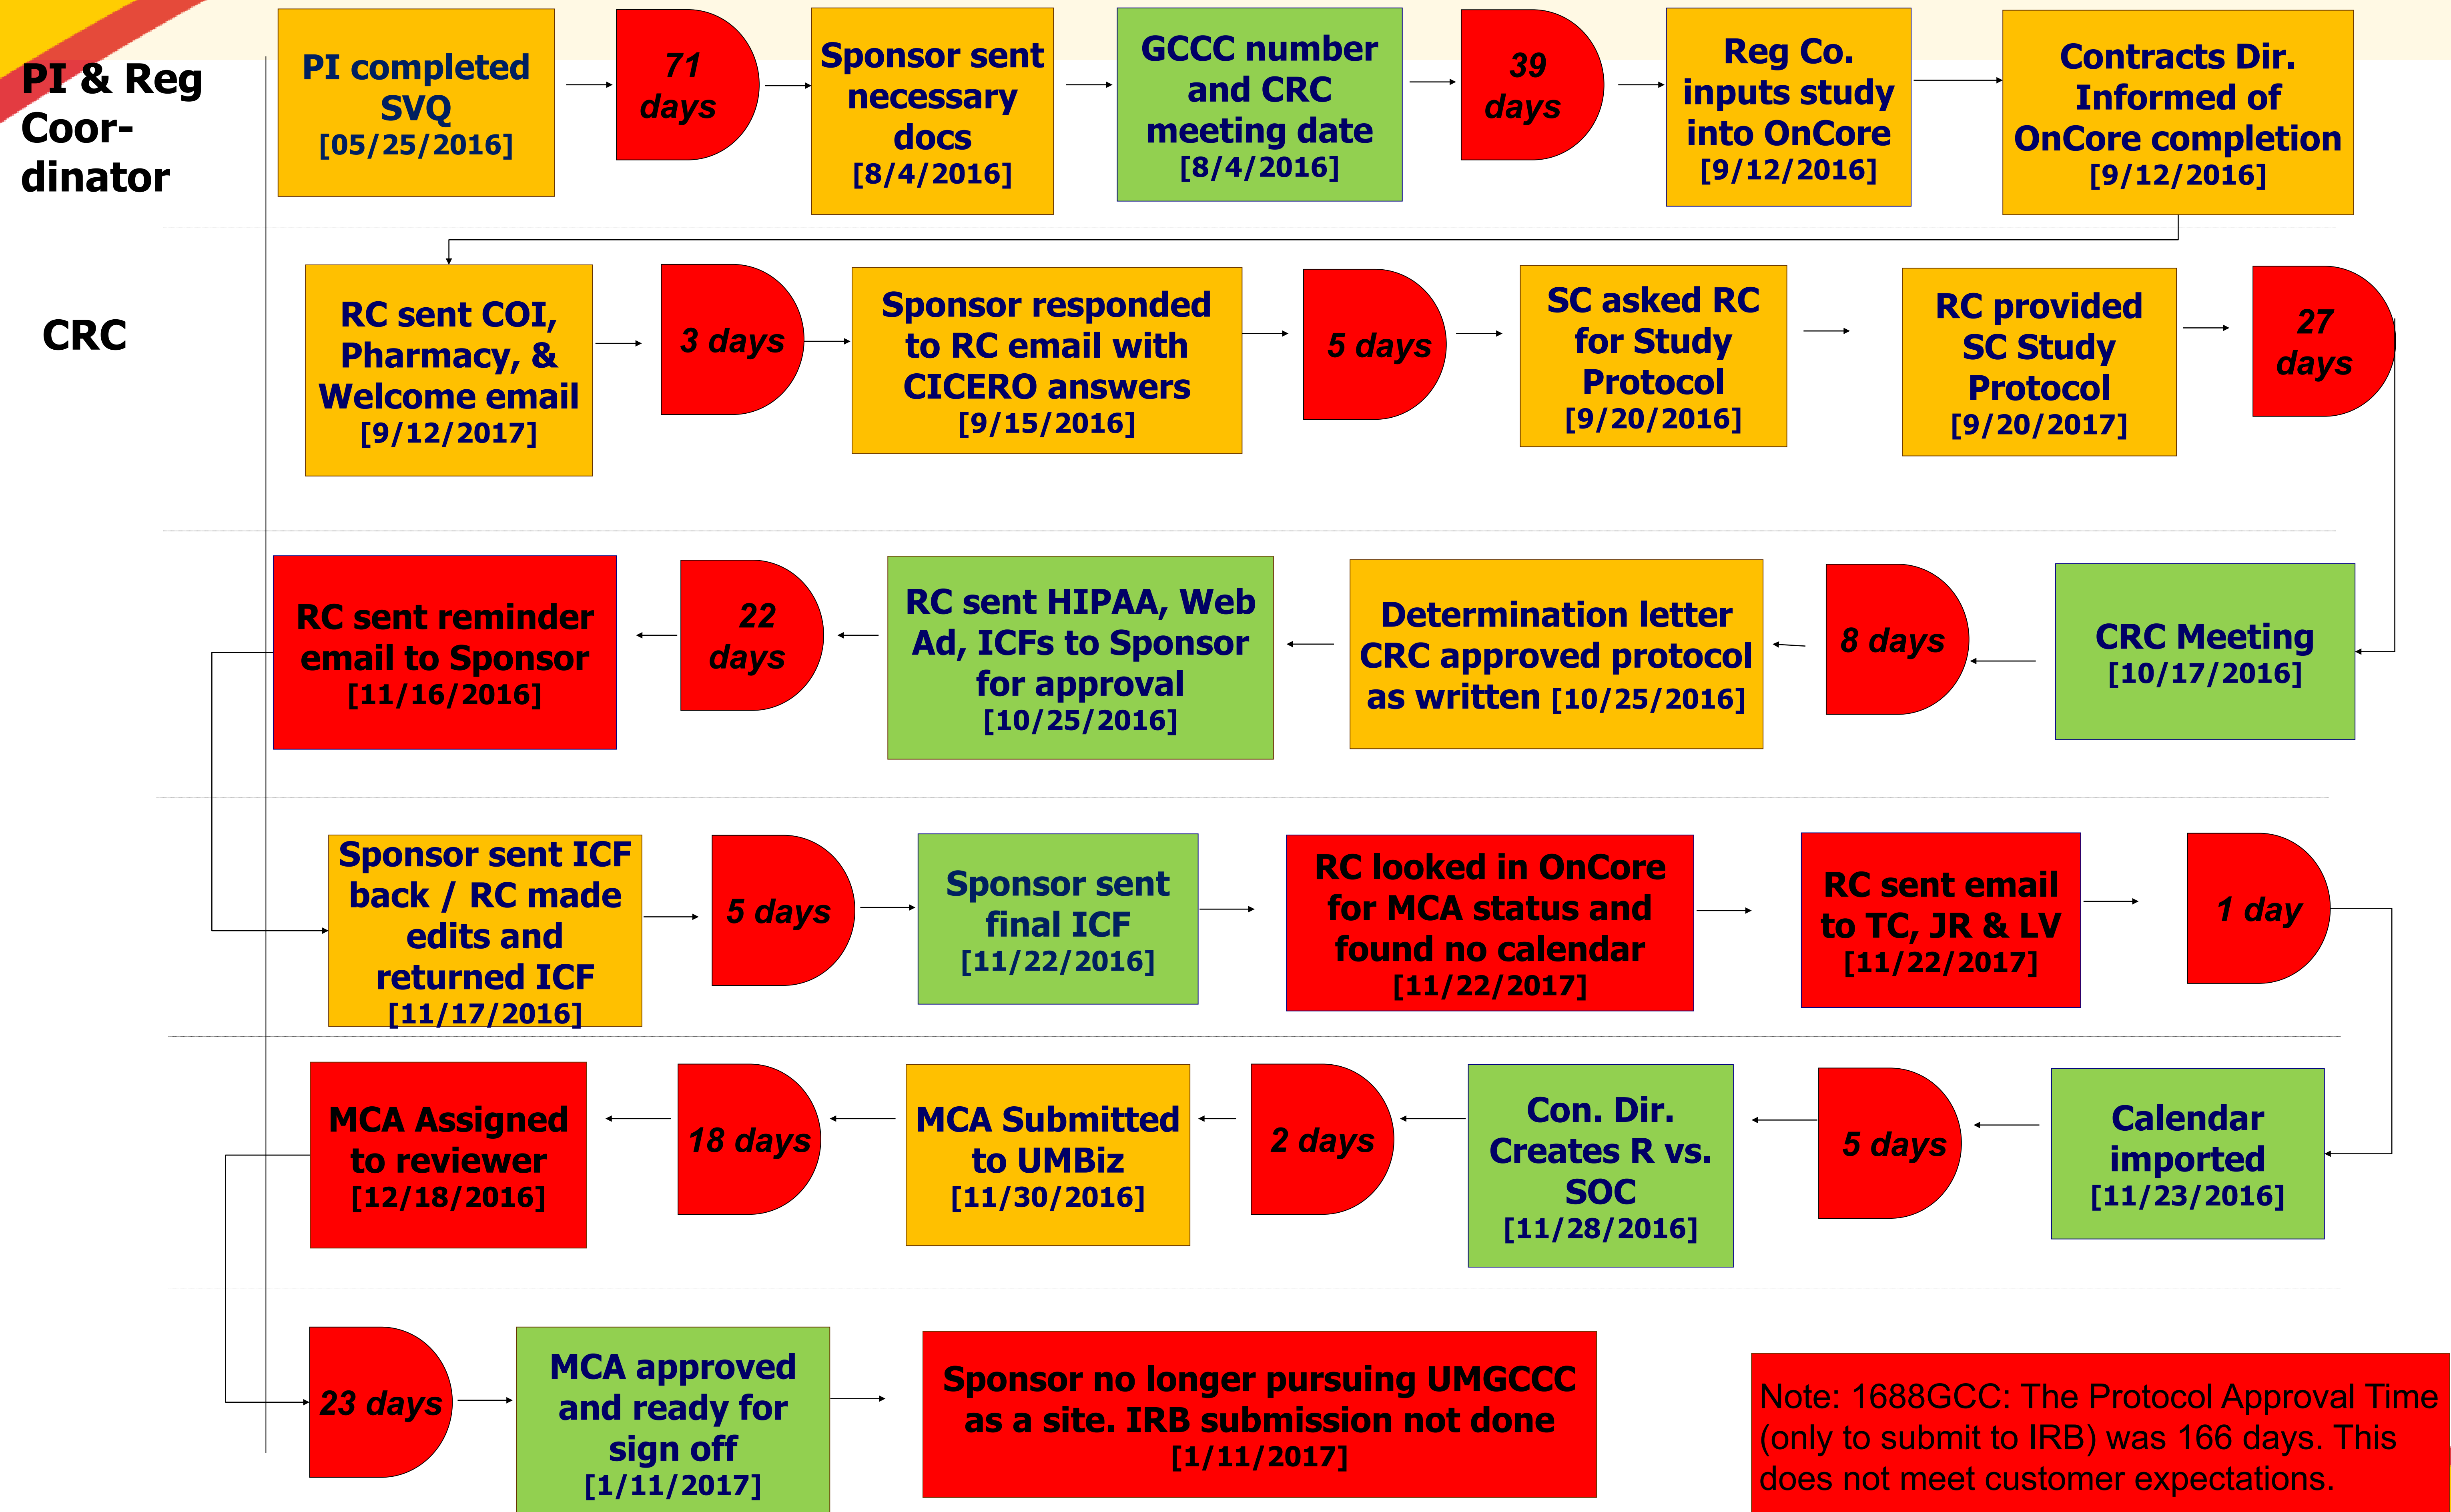 PI & Reg
Coor-
dinator
PI completed
SVQ
[05/25/2016]
71
days
Sponsor sent
necessary
docs
[8/4/2016]
GCCC number
and CRC
meeting date
[8/4/2016]
39
days
Reg Co.
inputs study
into OnCore
[9/12/2016]
Contracts Dir.
Informed of
OnCore completion
[9/12/2016]
CRC
RC sent COI,
Pharmacy, &
Welcome email
[9/12/2017]
3 days
Sponsor responded
to RC email with
CICERO answers
[9/15/2016]
5 days
SC asked RC
for Study
Protocol
[9/20/2016]
RC provided
SC Study
Protocol
[9/20/2017]
27
days
CRC Meeting
[10/17/2016]
8 days
Determination letter
CRC approved protocol
as written [10/25/2016]
RC sent HIPAA, Web
Ad, ICFs to Sponsor
for approval
[10/25/2016]
22
days
RC sent reminder
email to Sponsor
[11/16/2016]
Sponsor sent ICF
back / RC made
edits and
returned ICF
[11/17/2016]
5 days
Sponsor sent
final ICF
[11/22/2016]
RC looked in OnCore
for MCA status and
found no calendar
[11/22/2017]
RC sent email
to TC, JR & LV
[11/22/2017]
1 day
Calendar
imported
[11/23/2016]
5 days
Con. Dir.
Creates R vs.
SOC
[11/28/2016]
2 days
MCA Submitted
to UMBiz
[11/30/2016]
18 days
MCA Assigned
to reviewer
[12/18/2016]
23 days
MCA approved
and ready for
sign off
[1/11/2017]
Sponsor no longer pursuing UMGCCC
as a site. IRB submission not done
[1/11/2017]
Note: 1688GCC: The Protocol Approval Time
(only to submit to IRB) was 166 days. This
does not meet customer expectations.